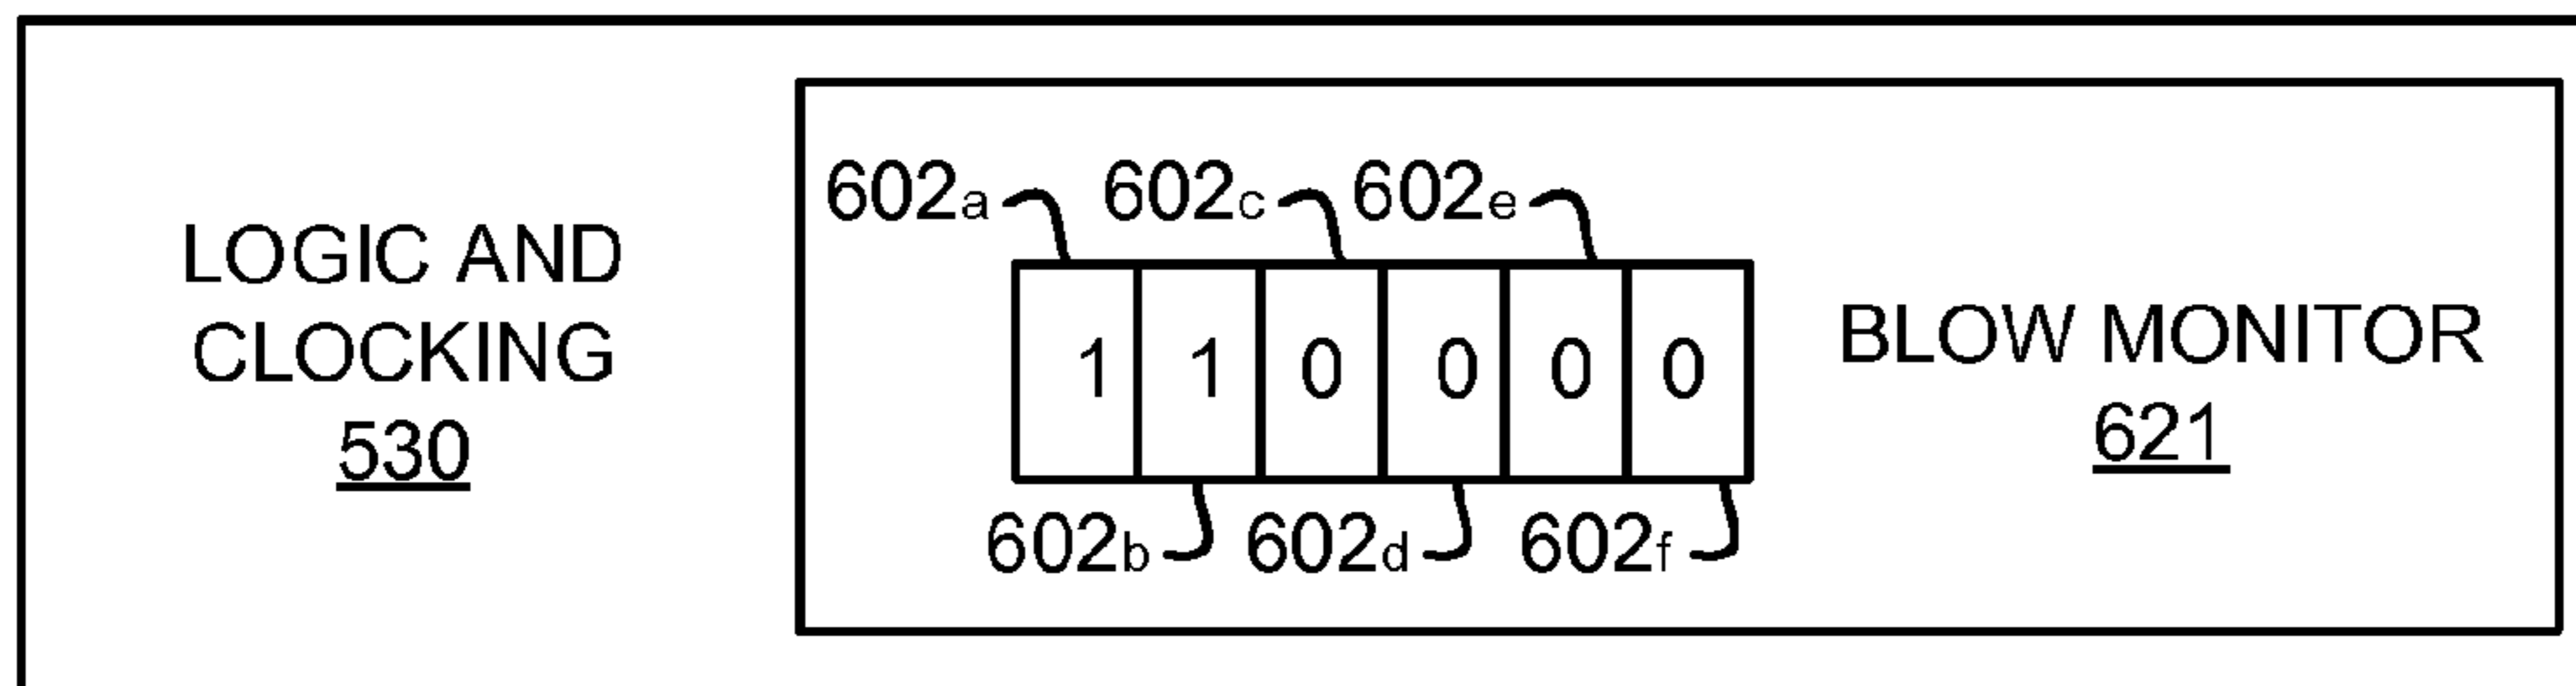 LOGIC AND
CLOCKING
530
602a 602c 602e
1 1 0 0 0 0
602b 602d 602f
BLOW MONITOR
621